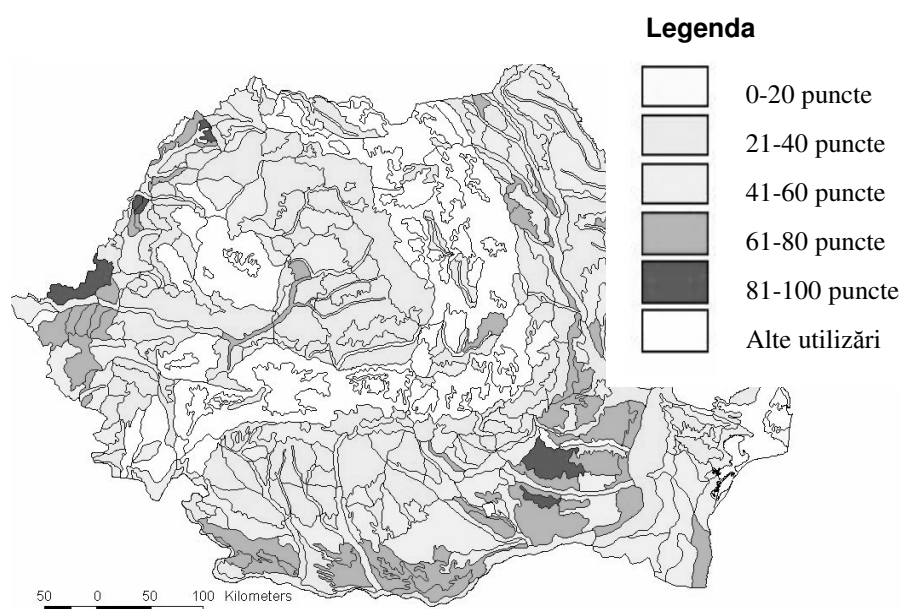 Legenda
0-20 puncte
21-40 puncte
41-60 puncte
61-80 puncte
81-100 puncte
Alte utilizări
50 0 50 100 Kilometers